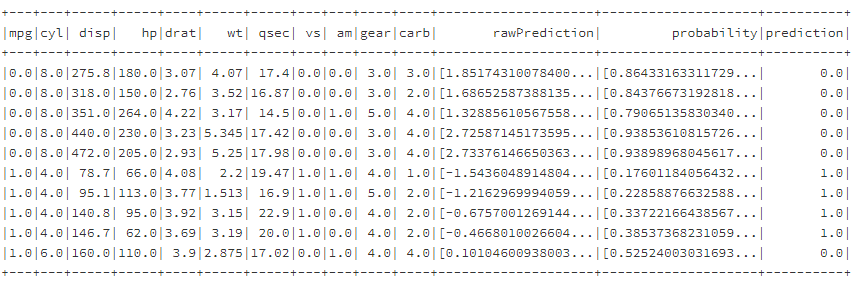 +---+---+-----+-----+----+-----+-----+---+---+----+----+--------------------+--------------------+----------+
|mpg|cyl| disp|   hp|drat|   wt| qsec| vs| am|gear|carb|       rawPrediction|         probability|prediction|
+---+---+-----+-----+----+-----+-----+---+---+----+----+--------------------+--------------------+----------+
|0.0|8.0|275.8|180.0|3.07| 4.07| 17.4|0.0|0.0| 3.0| 3.0|[1.85174310078400...|[0.86433163311729...|       0.0|
|0.0|8.0|318.0|150.0|2.76| 3.52|16.87|0.0|0.0| 3.0| 2.0|[1.68652587388135...|[0.84376673192818...|       0.0|
|0.0|8.0|351.0|264.0|4.22| 3.17| 14.5|0.0|1.0| 5.0| 4.0|[1.32885610567558...|[0.79065135830340...|       0.0|
|0.0|8.0|440.0|230.0|3.23|5.345|17.42|0.0|0.0| 3.0| 4.0|[2.72587145173595...|[0.93853610815726...|       0.0|
|0.0|8.0|472.0|205.0|2.93| 5.25|17.98|0.0|0.0| 3.0| 4.0|[2.73376146650363...|[0.93898968045617...|       0.0|
|1.0|4.0| 78.7| 66.0|4.08|  2.2|19.47|1.0|1.0| 4.0| 1.0|[-1.5436048914804...|[0.17601184056432...|       1.0|
|1.0|4.0| 95.1|113.0|3.77|1.513| 16.9|1.0|1.0| 5.0| 2.0|[-1.2162969994059...|[0.22858876632588...|       1.0|
|1.0|4.0|140.8| 95.0|3.92| 3.15| 22.9|1.0|0.0| 4.0| 2.0|[-0.6757001269144...|[0.33722166438567...|       1.0|
|1.0|4.0|146.7| 62.0|3.69| 3.19| 20.0|1.0|0.0| 4.0| 2.0|[-0.4668010026604...|[0.38537368231059...|       1.0|
|1.0|6.0|160.0|110.0| 3.9|2.875|17.02|0.0|1.0| 4.0| 4.0|[0.10104600938003...|[0.52524003031693...|       0.0|
+---+---+-----+-----+----+-----+-----+---+---+----+----+--------------------+--------------------+----------+